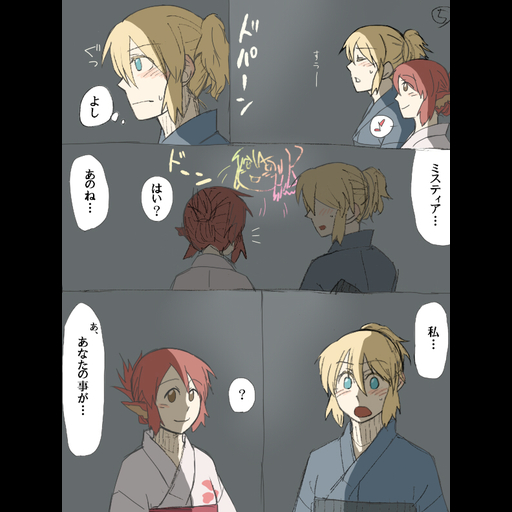 ち
すぅー
♪
ドパーン
ぐっ
よし
ミスティア…
ドーン
はい?
あのね…
私…
?
あ、
あなたの事が…